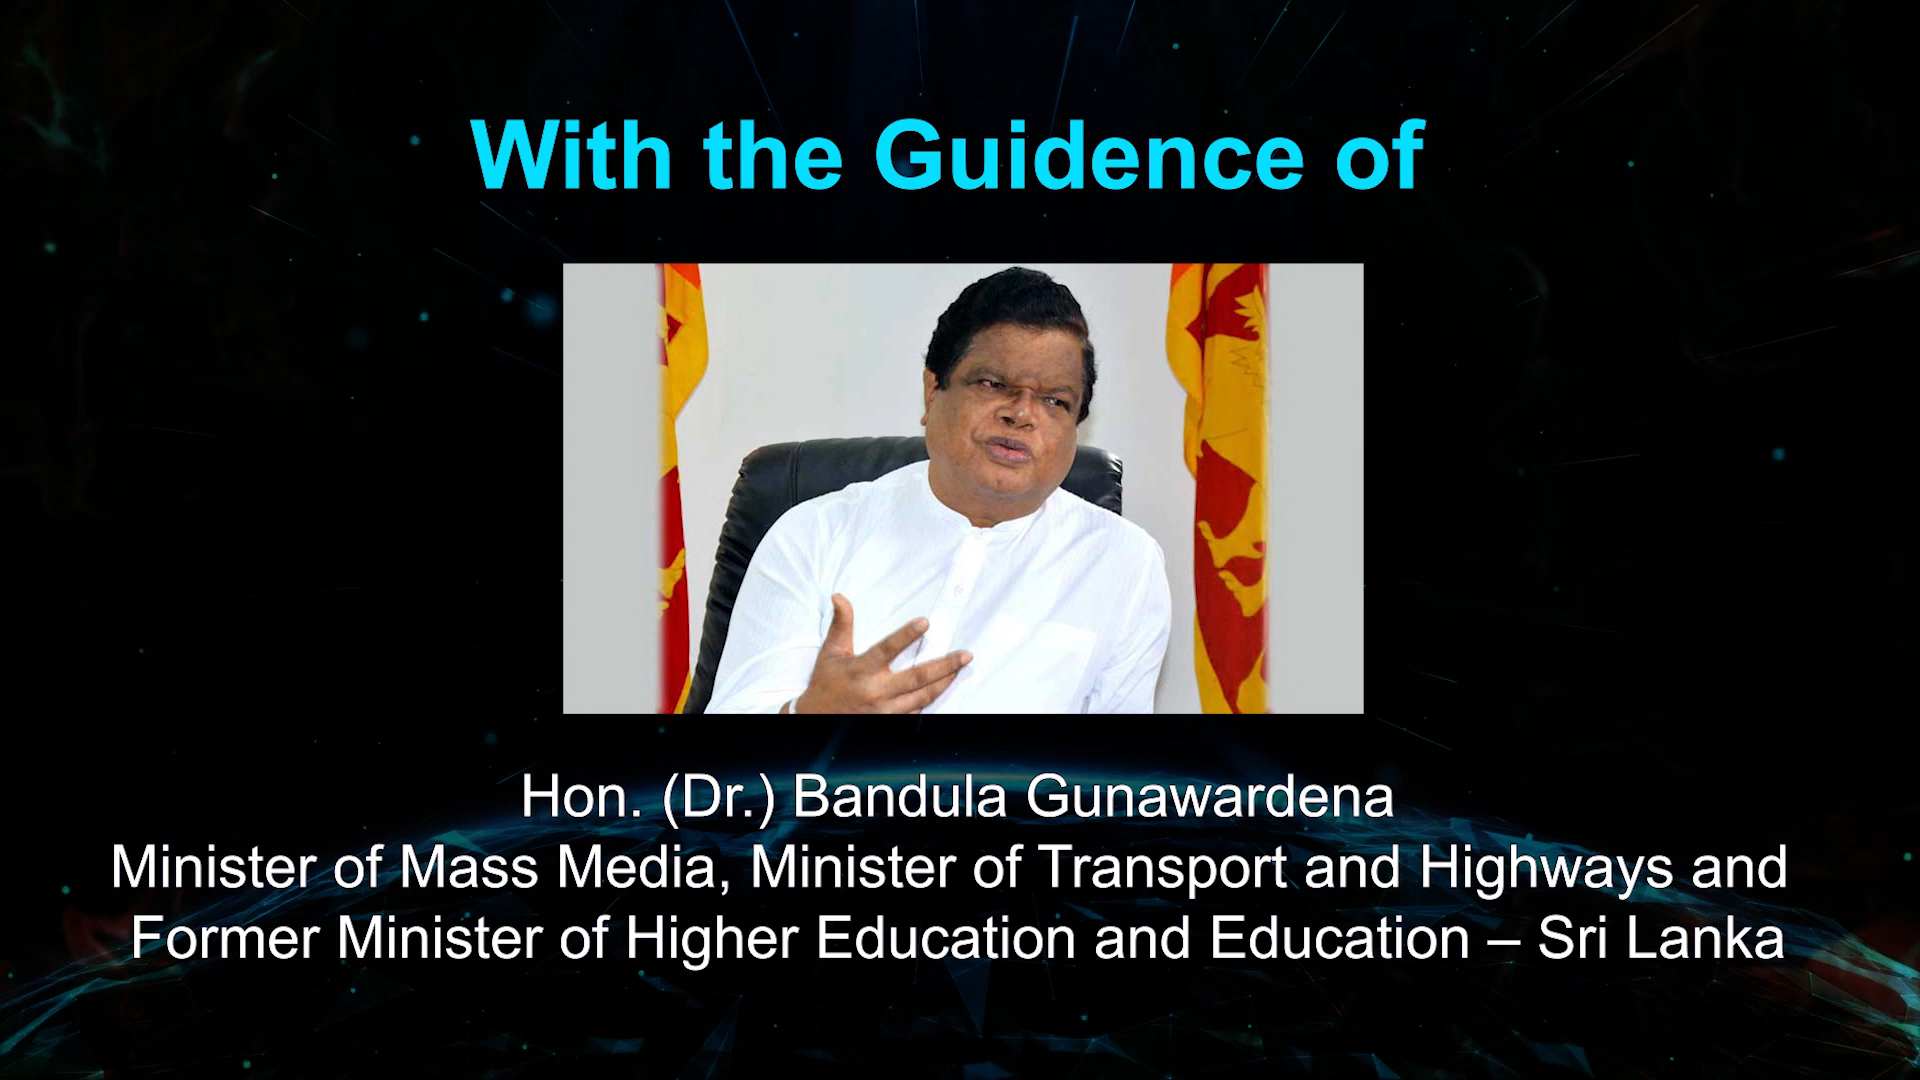 With the Guidence of
Hon. (Dr.) Bandula Gunawardena
Minister of Mass Media, Minister of Transport and Highways and
Former Minister of Higher Education and Education – Sri Lanka